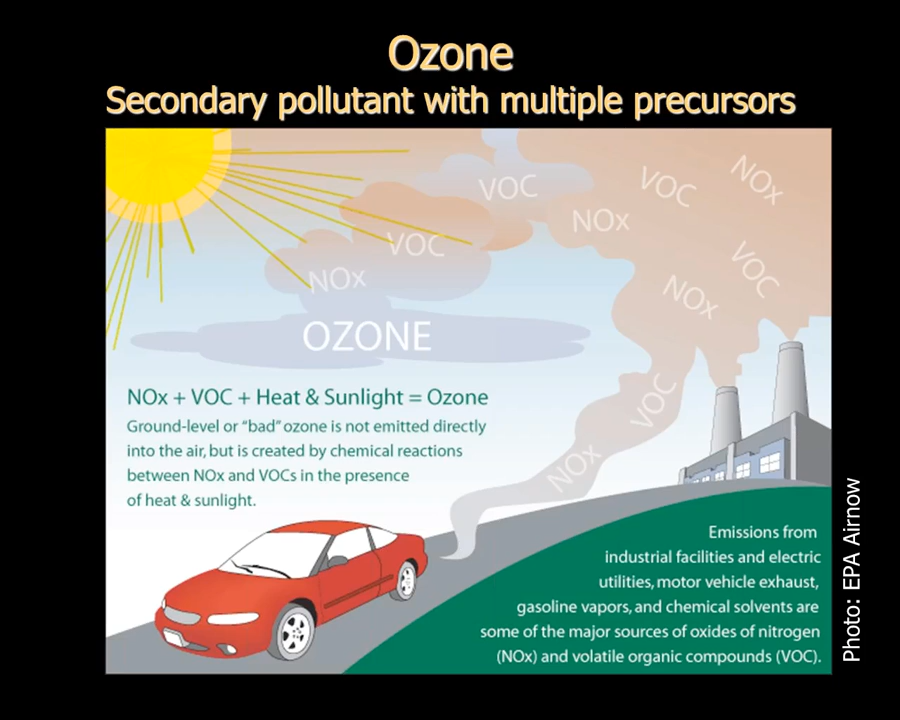 Ozone
Secondary pollutant with multiple precursors
VOC
VOC
NOx
NOx
VOC
VOC
NOx
NOx
OZONE
VOC
NOx
NOx + VOC + Heat & Sunlight = Ozone
Ground-level or “bad” ozone is not emitted directly
into the air, but is created by chemical reactions
between NOx and VOCs in the presence
of heat & sunlight.
Emissions from
industrial facilities and electric
utilities, motor vehicle exhaust,
gasoline vapors, and chemical solvents are
some of the major sources of oxides of nitrogen
(NOx) and volatile organic compounds (VOC).
Photo: EPA Airnow